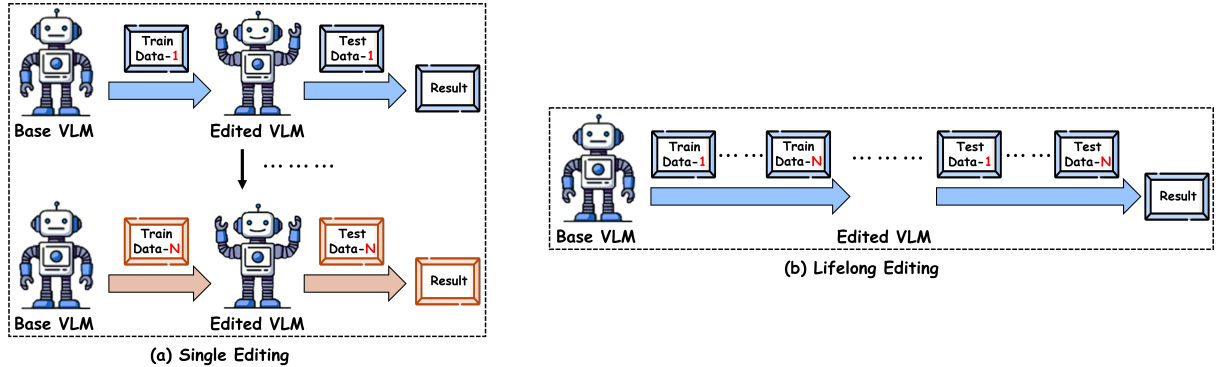 Train
Data-1
Test
Data-1
Result
Base VLM
Edited VLM
………
Train
Data-N
Test
Data-N
Result
Base VLM
Edited VLM
(a) Single Editing
Train
Data-1
……
Train
Data-N
………
Test
Data-1
……
Test
Data-N
Result
Base VLM
Edited VLM
(b) Lifelong Editing